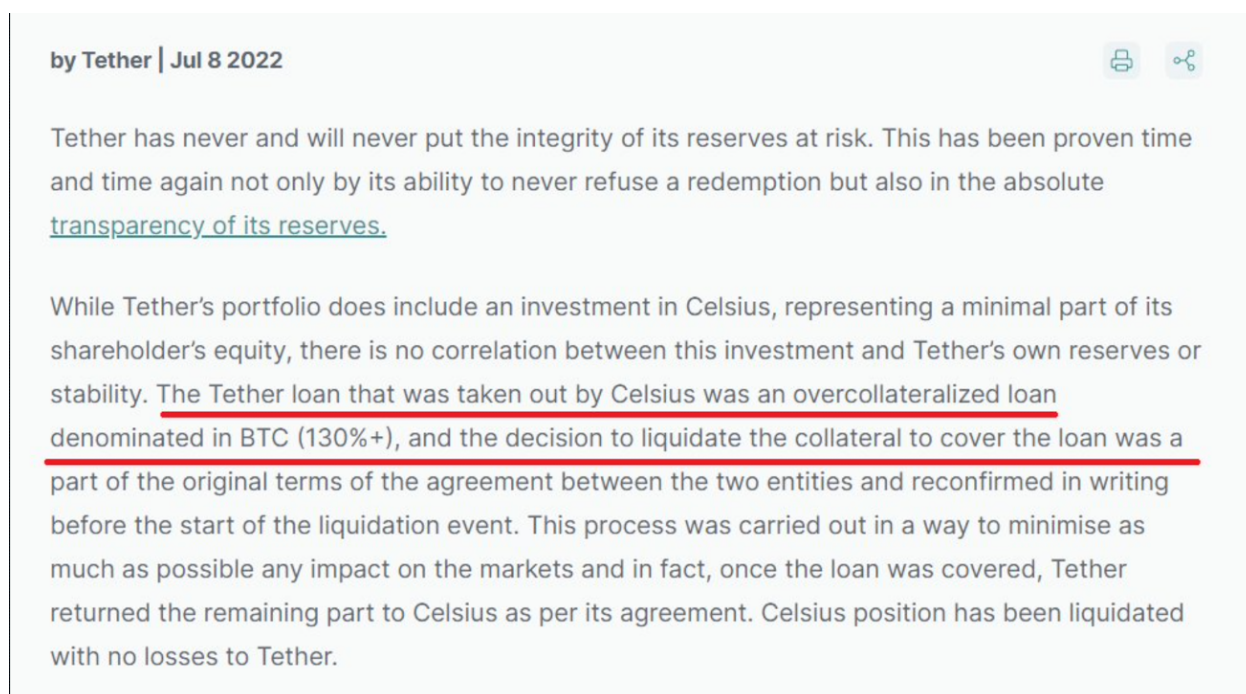 by Tether | Jul 8 2022
Tether has never and will never put the integrity of its reserves at risk. This has been proven time
and time again not only by its ability to never refuse a redemption but also in the absolute
transparency of its reserves.
While Tether’s portfolio does include an investment in Celsius, representing a minimal part of its
shareholder’s equity, there is no correlation between this investment and Tether’s own reserves or
stability. The Tether loan that was taken out by Celsius was an overcollateralized loan
denominated in BTC (130%+), and the decision to liquidate the collateral to cover the loan was a
part of the original terms of the agreement between the two entities and reconfirmed in writing
before the start of the liquidation event. This process was carried out in a way to minimise as
much as possible any impact on the markets and in fact, once the loan was covered, Tether
returned the remaining part to Celsius as per its agreement. Celsius position has been liquidated
with no losses to Tether.